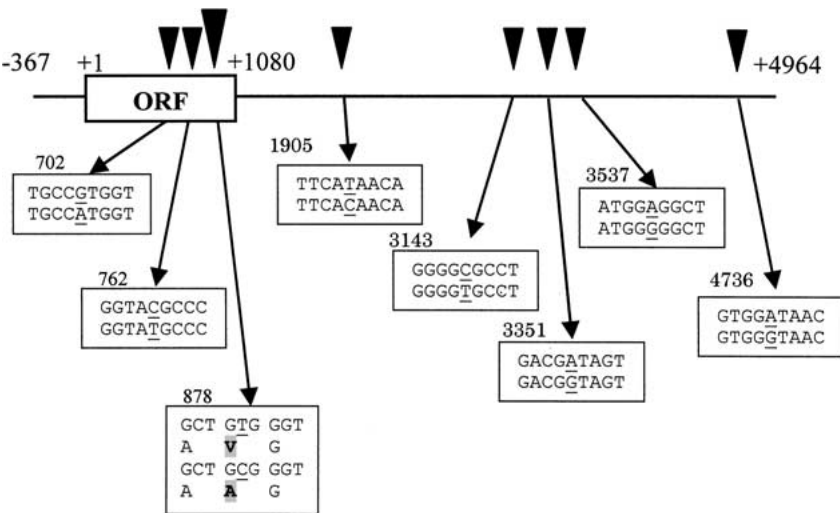 -367 +1 +1080 +4964
ORF
702
TGCCGTGGT
TGCCATGGT
1905
TTCATAACA
TTCACAACA
3537
ATGGAGGCT
ATGGGGGCT
3143
GGGGCGCCT
GGGGTGCCT
762
GGTACGCCC
GGTATGCCC
4736
GTGGATAAC
GTGGGTAAC
3351
GACGATAGT
GACGGTAGT
878
GCT GTG GGT
A V G
GCT GCG GGT
A A G